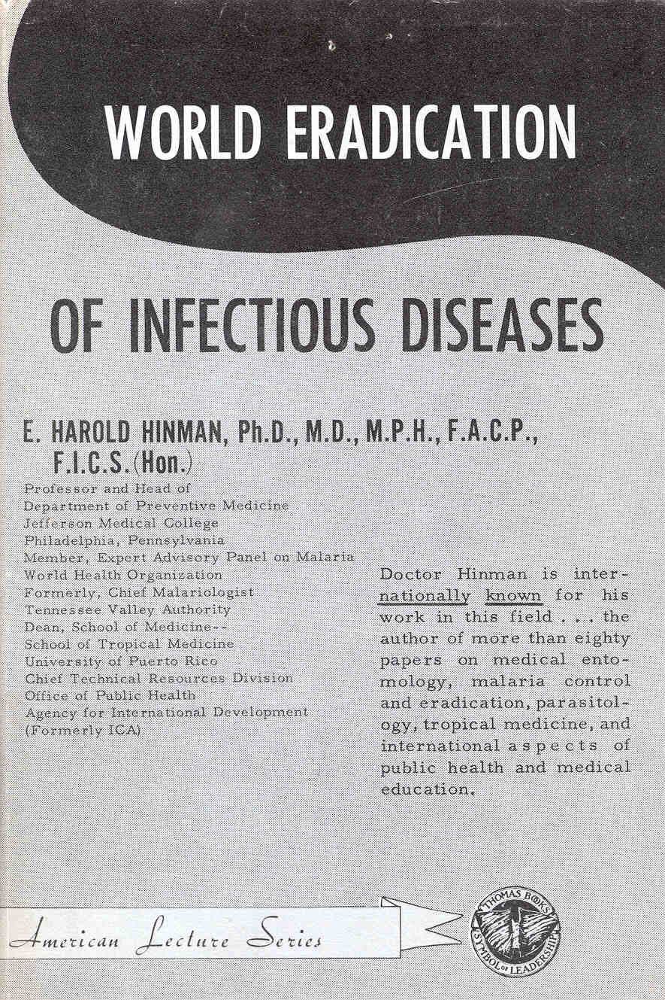 WORLD ERADICATION
OF INFECTIOUS DISEASES
E. HAROLD HINMAN, Ph.D., M.D., M.P.H., F.A.C.P.,
F.I.C.S. (Hon.)
Professor and Head of
Department of Preventive Medicine
Jefferson Medical College
Philadelphia, Pennsylvania
Member, Expert Advisory Panel on Malaria
World Health Organization
Formerly, Chief Malariologist
Tennessee Valley Authority
Dean, School of Medicine--
School of Tropical Medicine
University of Puerto Rico
Chief Technical Resources Division
Office of Public Health
Agency for International Development
(Formerly ICA)
Doctor Hinman is inter-
nationally known for his
work in this field . . . the
author of more than eighty
papers on medical ento-
mology, malaria control
and eradication, parasitol-
ogy, tropical medicine, and
international aspects of
public health and medical
education.
American Lecture Series
THOMAS BOOKS
SYMBOL OF LEADERSHIP